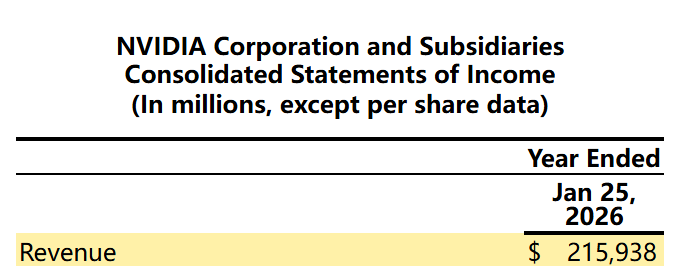 NVIDIA Corporation and Subsidiaries
Consolidated Statements of Income
(In millions, except per share data)
Year Ended
Jan 25,
2026
Revenue $ 215,938